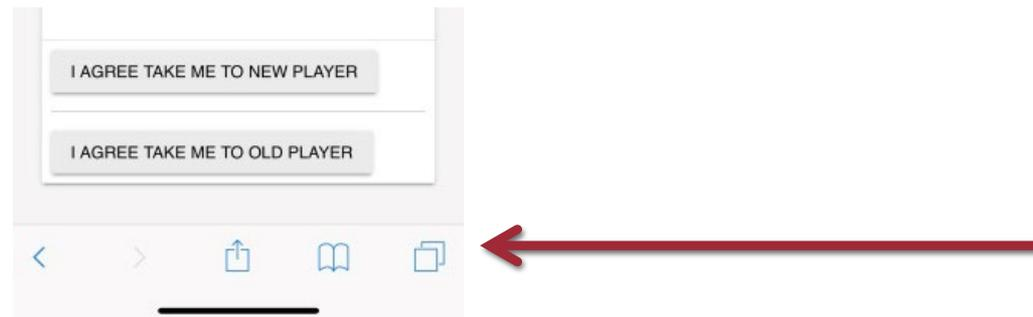 I AGREE TAKE ME TO NEW PLAYER
I AGREE TAKE ME TO OLD PLAYER